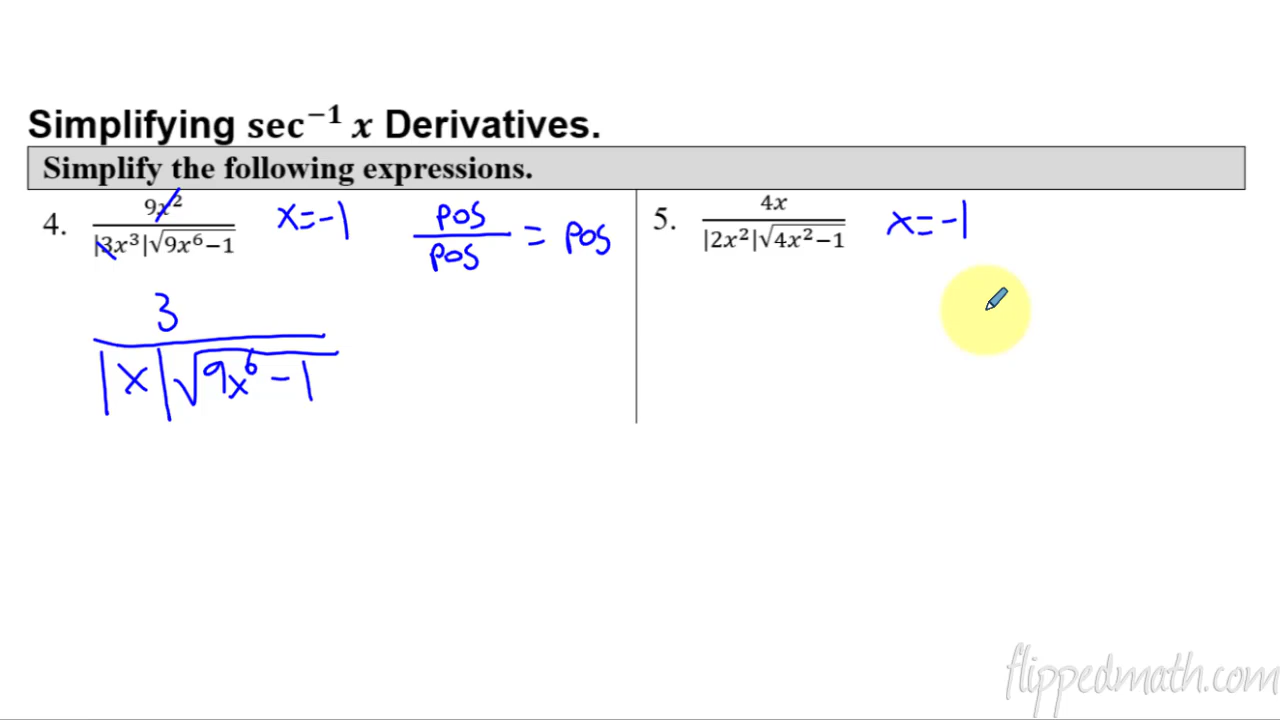 Simplifying sec⁻¹ x Derivatives.
Simplify the following expressions.
4. 9x² / |3x³|√(9x⁶−1) x=-1 pos/pos = pos
3 / |x|√(9x⁶-1)
5. 4x / |2x²|√(4x²−1) x=-1
flippedmath.com